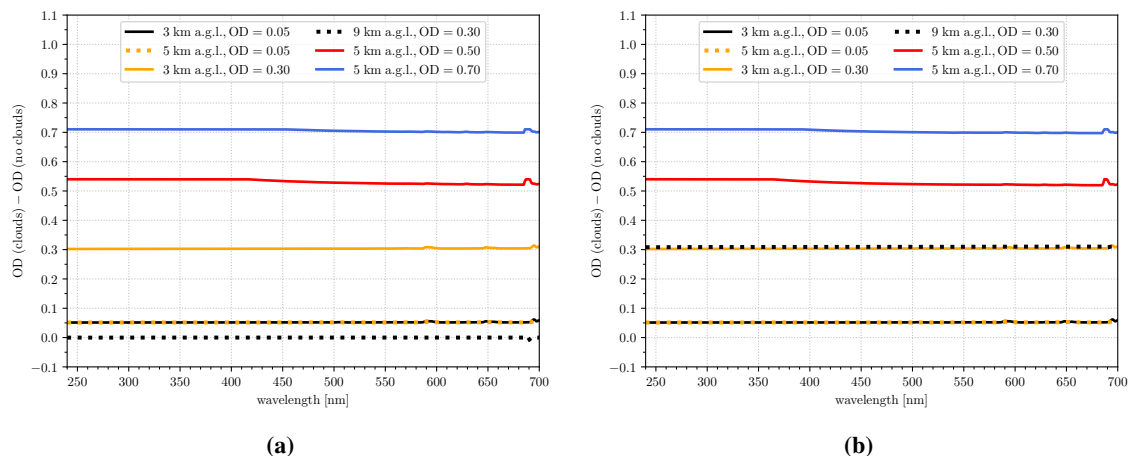 3 km a.g.l., OD = 0.05
5 km a.g.l., OD = 0.05
3 km a.g.l., OD = 0.30
9 km a.g.l., OD = 0.30
5 km a.g.l., OD = 0.50
5 km a.g.l., OD = 0.70
OD (clouds) − OD (no clouds)
1.1
1.0
0.9
0.8
0.7
0.6
0.5
0.4
0.3
0.2
0.1
0.0
−0.1
250 300 350 400 450 500 550 600 650 700
wavelength [nm]
(a)
3 km a.g.l., OD = 0.05
5 km a.g.l., OD = 0.05
3 km a.g.l., OD = 0.30
9 km a.g.l., OD = 0.30
5 km a.g.l., OD = 0.50
5 km a.g.l., OD = 0.70
OD (clouds) − OD (no clouds)
1.1
1.0
0.9
0.8
0.7
0.6
0.5
0.4
0.3
0.2
0.1
0.0
−0.1
250 300 350 400 450 500 550 600 650 700
wavelength [nm]
(b)